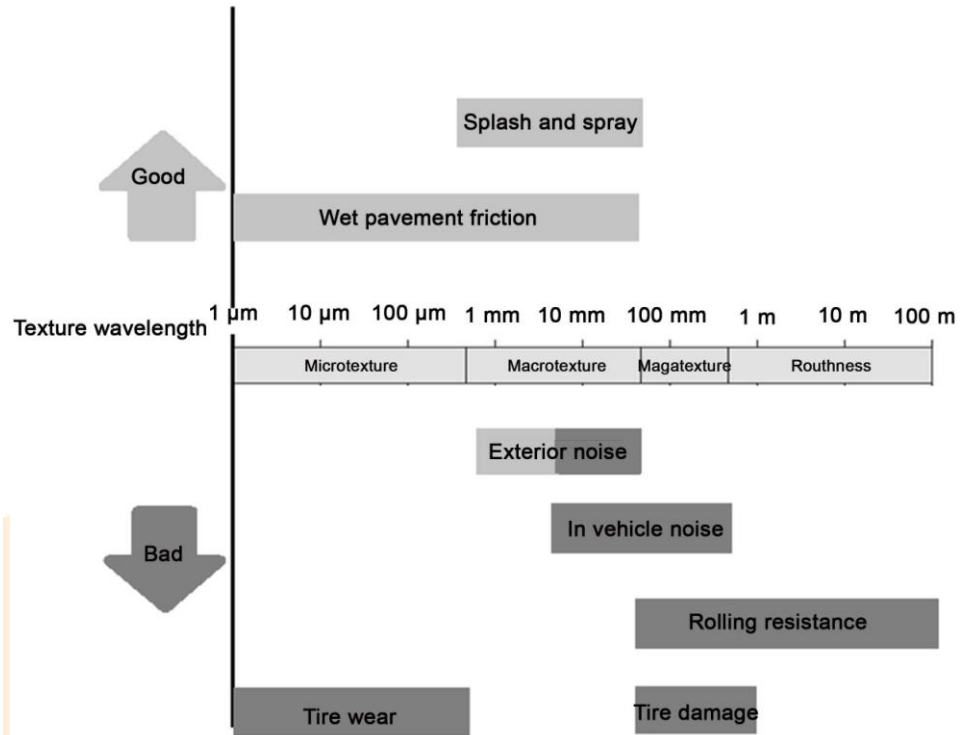 Splash and spray
Good
Wet pavement friction
Texture wavelength
1 µm 10 µm 100 µm 1 mm 10 mm 100 mm 1 m 10 m 100 m
Microtexture Macrotexture Magatexture Routhness
Exterior noise
In vehicle noise
Bad
Rolling resistance
Tire wear
Tire damage